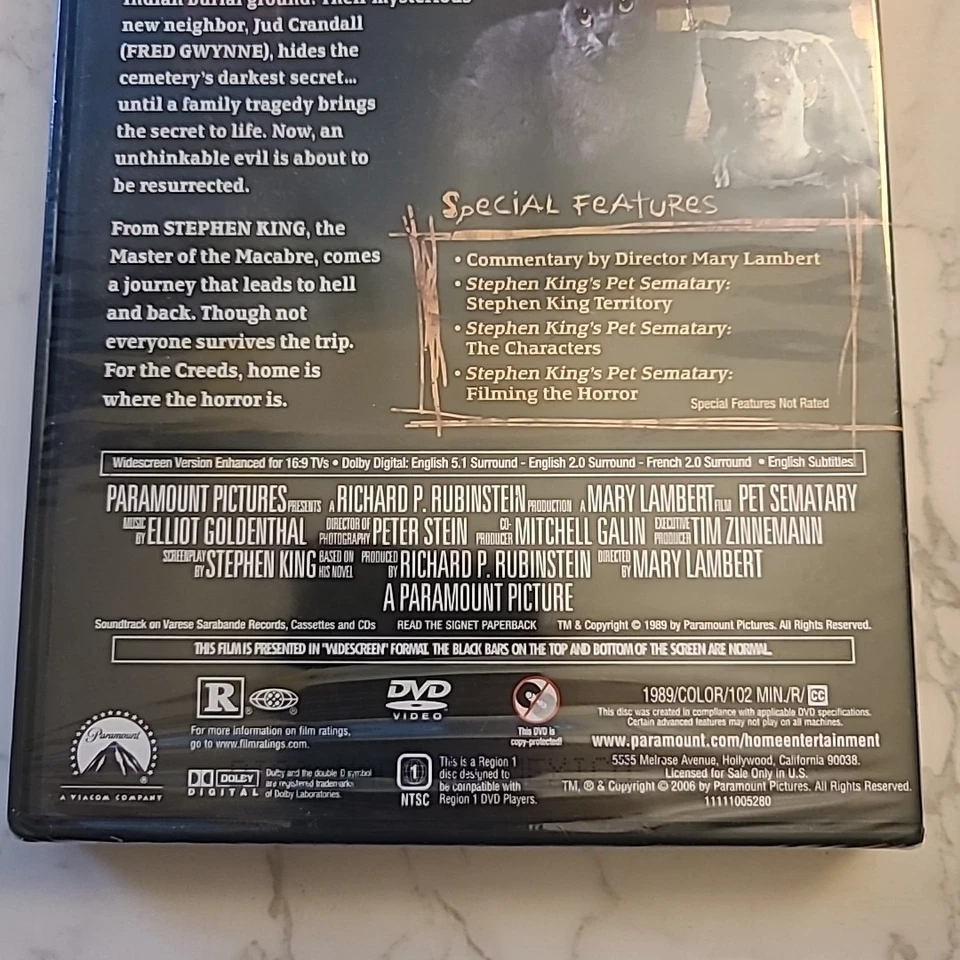 Indian burial ground. Their mysterious
new neighbor, Jud Crandall
(FRED GWYNNE), hides the
cemetery's darkest secret...
until a family tragedy brings
the secret to life. Now, an
unthinkable evil is about to
be resurrected.
From STEPHEN KING, the
Master of the Macabre, comes
a journey that leads to hell
and back. Though not
everyone survives the trip.
For the Creeds, home is
where the horror is.
Special Features
• Commentary by Director Mary Lambert
• Stephen King's Pet Sematary:
Stephen King Territory
• Stephen King's Pet Sematary:
The Characters
• Stephen King's Pet Sematary:
Filming the Horror
Special Features Not Rated
Widescreen Version Enhanced for 16:9 TVs • Dolby Digital: English 5.1 Surround - English 2.0 Surround - French 2.0 Surround • English Subtitles
PARAMOUNT PICTURES PRESENTS A RICHARD P. RUBINSTEIN PRODUCTION A MARY LAMBERT FILM PET SEMATARY
MUSIC BY ELLIOT GOLDENTHAL DIRECTOR OF PHOTOGRAPHY PETER STEIN CO-PRODUCER MITCHELL GALIN EXECUTIVE PRODUCER TIM ZINNEMANN
SCREENPLAY BY STEPHEN KING BASED ON HIS NOVEL PRODUCED BY RICHARD P. RUBINSTEIN DIRECTED BY MARY LAMBERT
A PARAMOUNT PICTURE
Soundtrack on Varese Sarabande Records, Cassettes and CDs READ THE SIGNET PAPERBACK TM & Copyright © 1989 by Paramount Pictures. All Rights Reserved.
THIS FILM IS PRESENTED IN "WIDESCREEN" FORMAT. THE BLACK BARS ON THE TOP AND BOTTOM OF THE SCREEN ARE NORMAL.
Paramount
A VIACOM COMPANY
R ®
For more information on film ratings,
go to www.filmratings.com.
DOLBY
DIGITAL
Dolby and the double D symbol
are registered trademarks
of Dolby Laboratories.
DVD
VIDEO
This DVD is
copy-protected!
1
NTSC
This is a Region 1
disc designed to
be compatible with
Region 1 DVD Players.
1989/COLOR/102 MIN./R/ CC
This disc was created in compliance with applicable DVD specifications.
Certain advanced features may not play on all machines.
www.paramount.com/homeentertainment
5555 Melrose Avenue, Hollywood, California 90038.
Licensed for Sale Only in U.S.
TM, ® & Copyright © 2006 by Paramount Pictures. All Rights Reserved.
11111005280